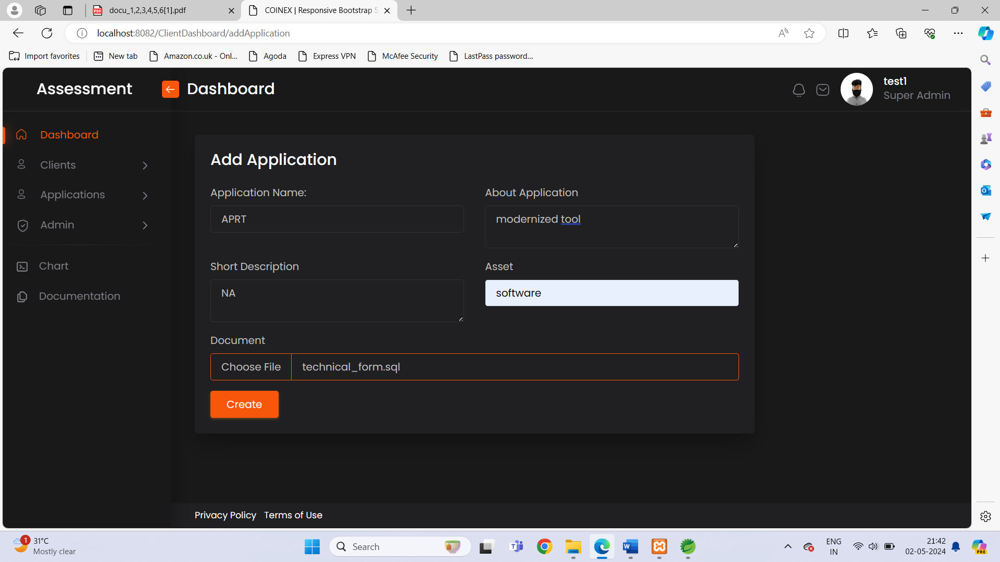 docu_1,2,3,4,5,6[1].pdf
COINEX | Responsive Bootstrap 5
localhost:8082/ClientDashboard/addApplication
Import favorites
New tab
Amazon.co.uk - Onl...
Agoda
Express VPN
McAfee Security
LastPass password...
Assessment
Dashboard
test1
Super Admin
Dashboard
Clients
Applications
Admin
Chart
Documentation
Add Application
Application Name:
About Application
APRT
modernized tool
Short Description
Asset
NA
software
Document
Choose File
technical_form.sql
Create
Privacy Policy
Terms of Use
1
31°C
Mostly clear
Search
ENG
IN
21:42
02-05-2024
PRE